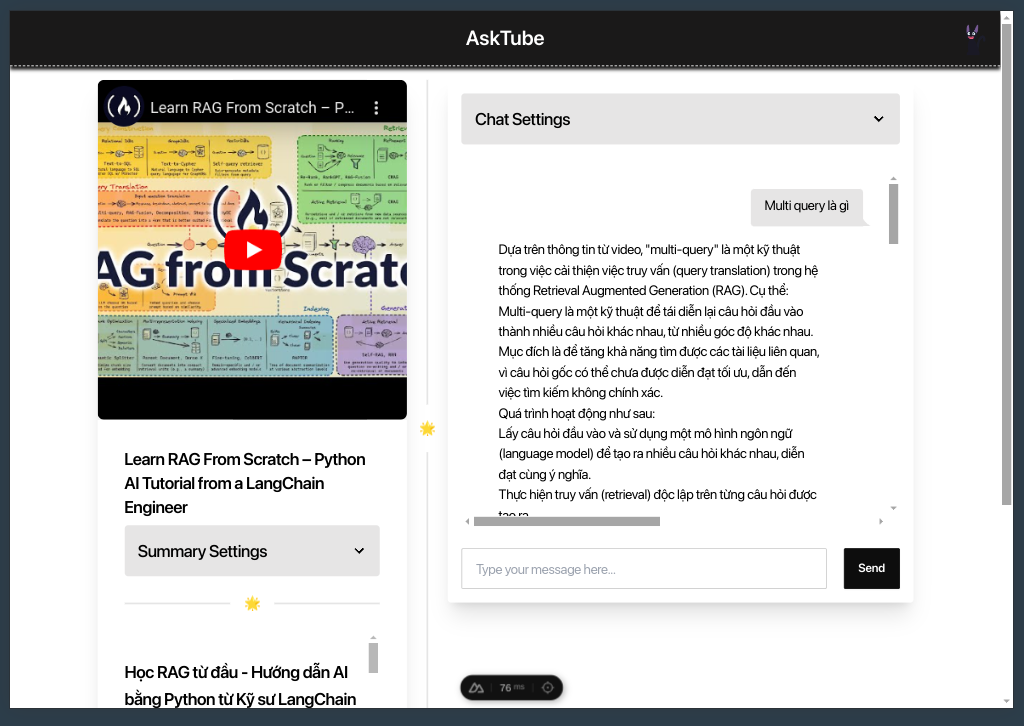 AskTube
Learn RAG From Scratch – P...
AG from Scratc
Learn RAG From Scratch – Python
AI Tutorial from a LangChain
Engineer
Summary Settings
Học RAG từ đầu - Hướng dẫn AI
bằng Python từ Kỹ sư LangChain
Chat Settings
Multi query là gì
Dựa trên thông tin từ video, "multi-query" là một kỹ thuật
trong việc cải thiện việc truy vấn (query translation) trong hệ
thống Retrieval Augmented Generation (RAG). Cụ thể:
Multi-query là một kỹ thuật để tái diễn lại câu hỏi đầu vào
thành nhiều câu hỏi khác nhau, từ nhiều góc độ khác nhau.
Mục đích là để tăng khả năng tìm được các tài liệu liên quan,
vì câu hỏi gốc có thể chưa được diễn đạt tối ưu, dẫn đến
việc tìm kiếm không chính xác.
Quá trình hoạt động như sau:
Lấy câu hỏi đầu vào và sử dụng một mô hình ngôn ngữ
(language model) để tạo ra nhiều câu hỏi khác nhau, diễn
đạt cùng ý nghĩa.
Thực hiện truy vấn (retrieval) độc lập trên từng câu hỏi được
tạo ra
Type your message here...
Send
76 ms